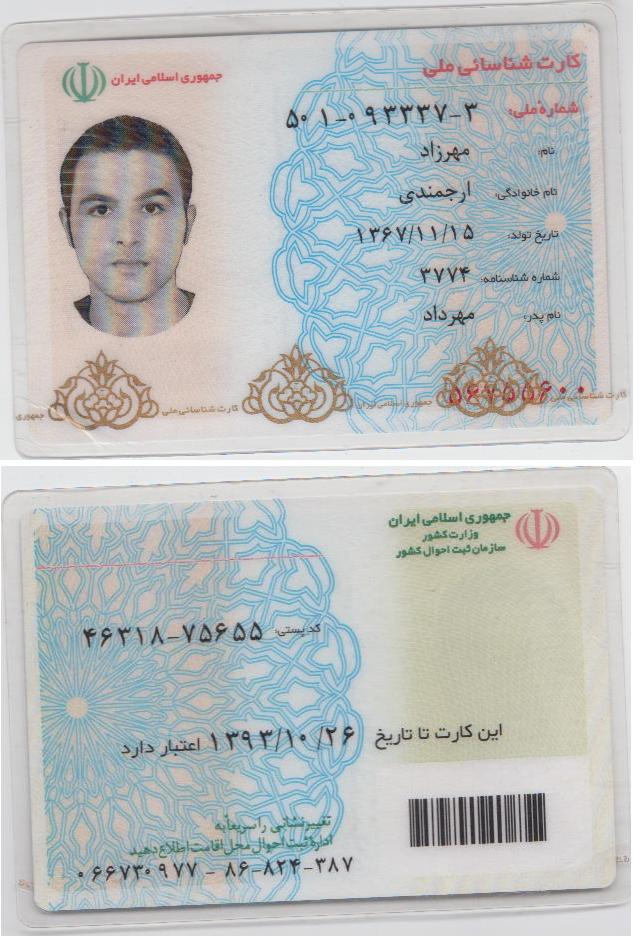 جمهوری اسلامی ایران
کارت شناسائی ملی
شماره ملی: ۵۰۱-۰۹۳۳۳۷-۳
نام: مهرزاد
نام خانوادگی: ارجمندی
تاریخ تولد: ۱۳۶۷/۱۱/۱۵
شماره شناسنامه: ۳۷۷۴
نام پدر: مهرداد
جمهوری
کارت شناسائی ملی
جمهوری اسلامی ایران
کارت شناسائی ملی
جمهوری اسلامی ایران
وزارت کشور
سازمان ثبت احوال کشور
کد پستی: ۴۶۳۱۸-۷۵۶۵۵
این کارت تا تاریخ ۱۳۹۳/۱۰/۲۶ اعتبار دارد
تغییر نشانی را سریعاً به
اداره ثبت احوال محل اقامت اطلاع دهید
۰۶۶۷۳۰۹۷۷ - ۸۶-۸۲۴-۳۸۷